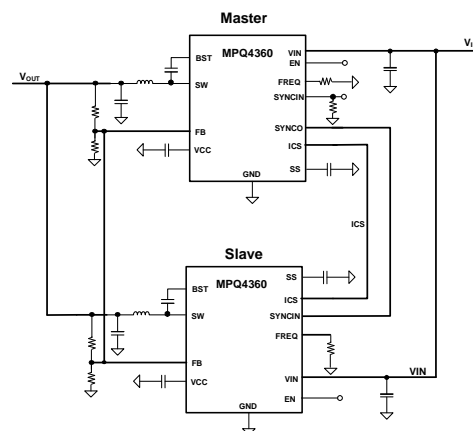 Master
MPQ4360
BST
SW
FB
VCC
GND
VIN
EN
FREQ
SYNCIN
SYNCO
ICS
SS
VOUT
VI
ICS
Slave
MPQ4360
BST
SW
FB
VCC
GND
SS
ICS
SYNCIN
FREQ
VIN
EN
VIN